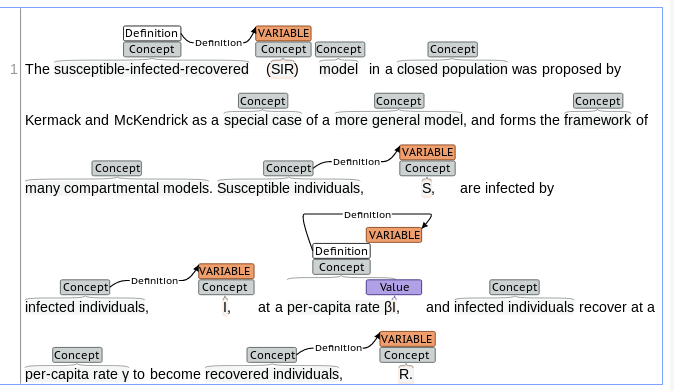 Definition VARIABLE
Definition
Concept Concept Concept Concept
1 The susceptible-infected-recovered (SIR) model in a closed population was proposed by
Concept Concept Concept
Kermack and McKendrick as a special case of a more general model, and forms the framework of
VARIABLE
Definition
Concept Concept Concept
many compartmental models. Susceptible individuals, S, are infected by
Definition
VARIABLE
Definition
VARIABLE Concept
Definition
Concept Concept Value Concept
infected individuals, I, at a per-capita rate βI, and infected individuals recover at a
VARIABLE
Definition
Concept Concept Concept
per-capita rate γ to become recovered individuals, R.